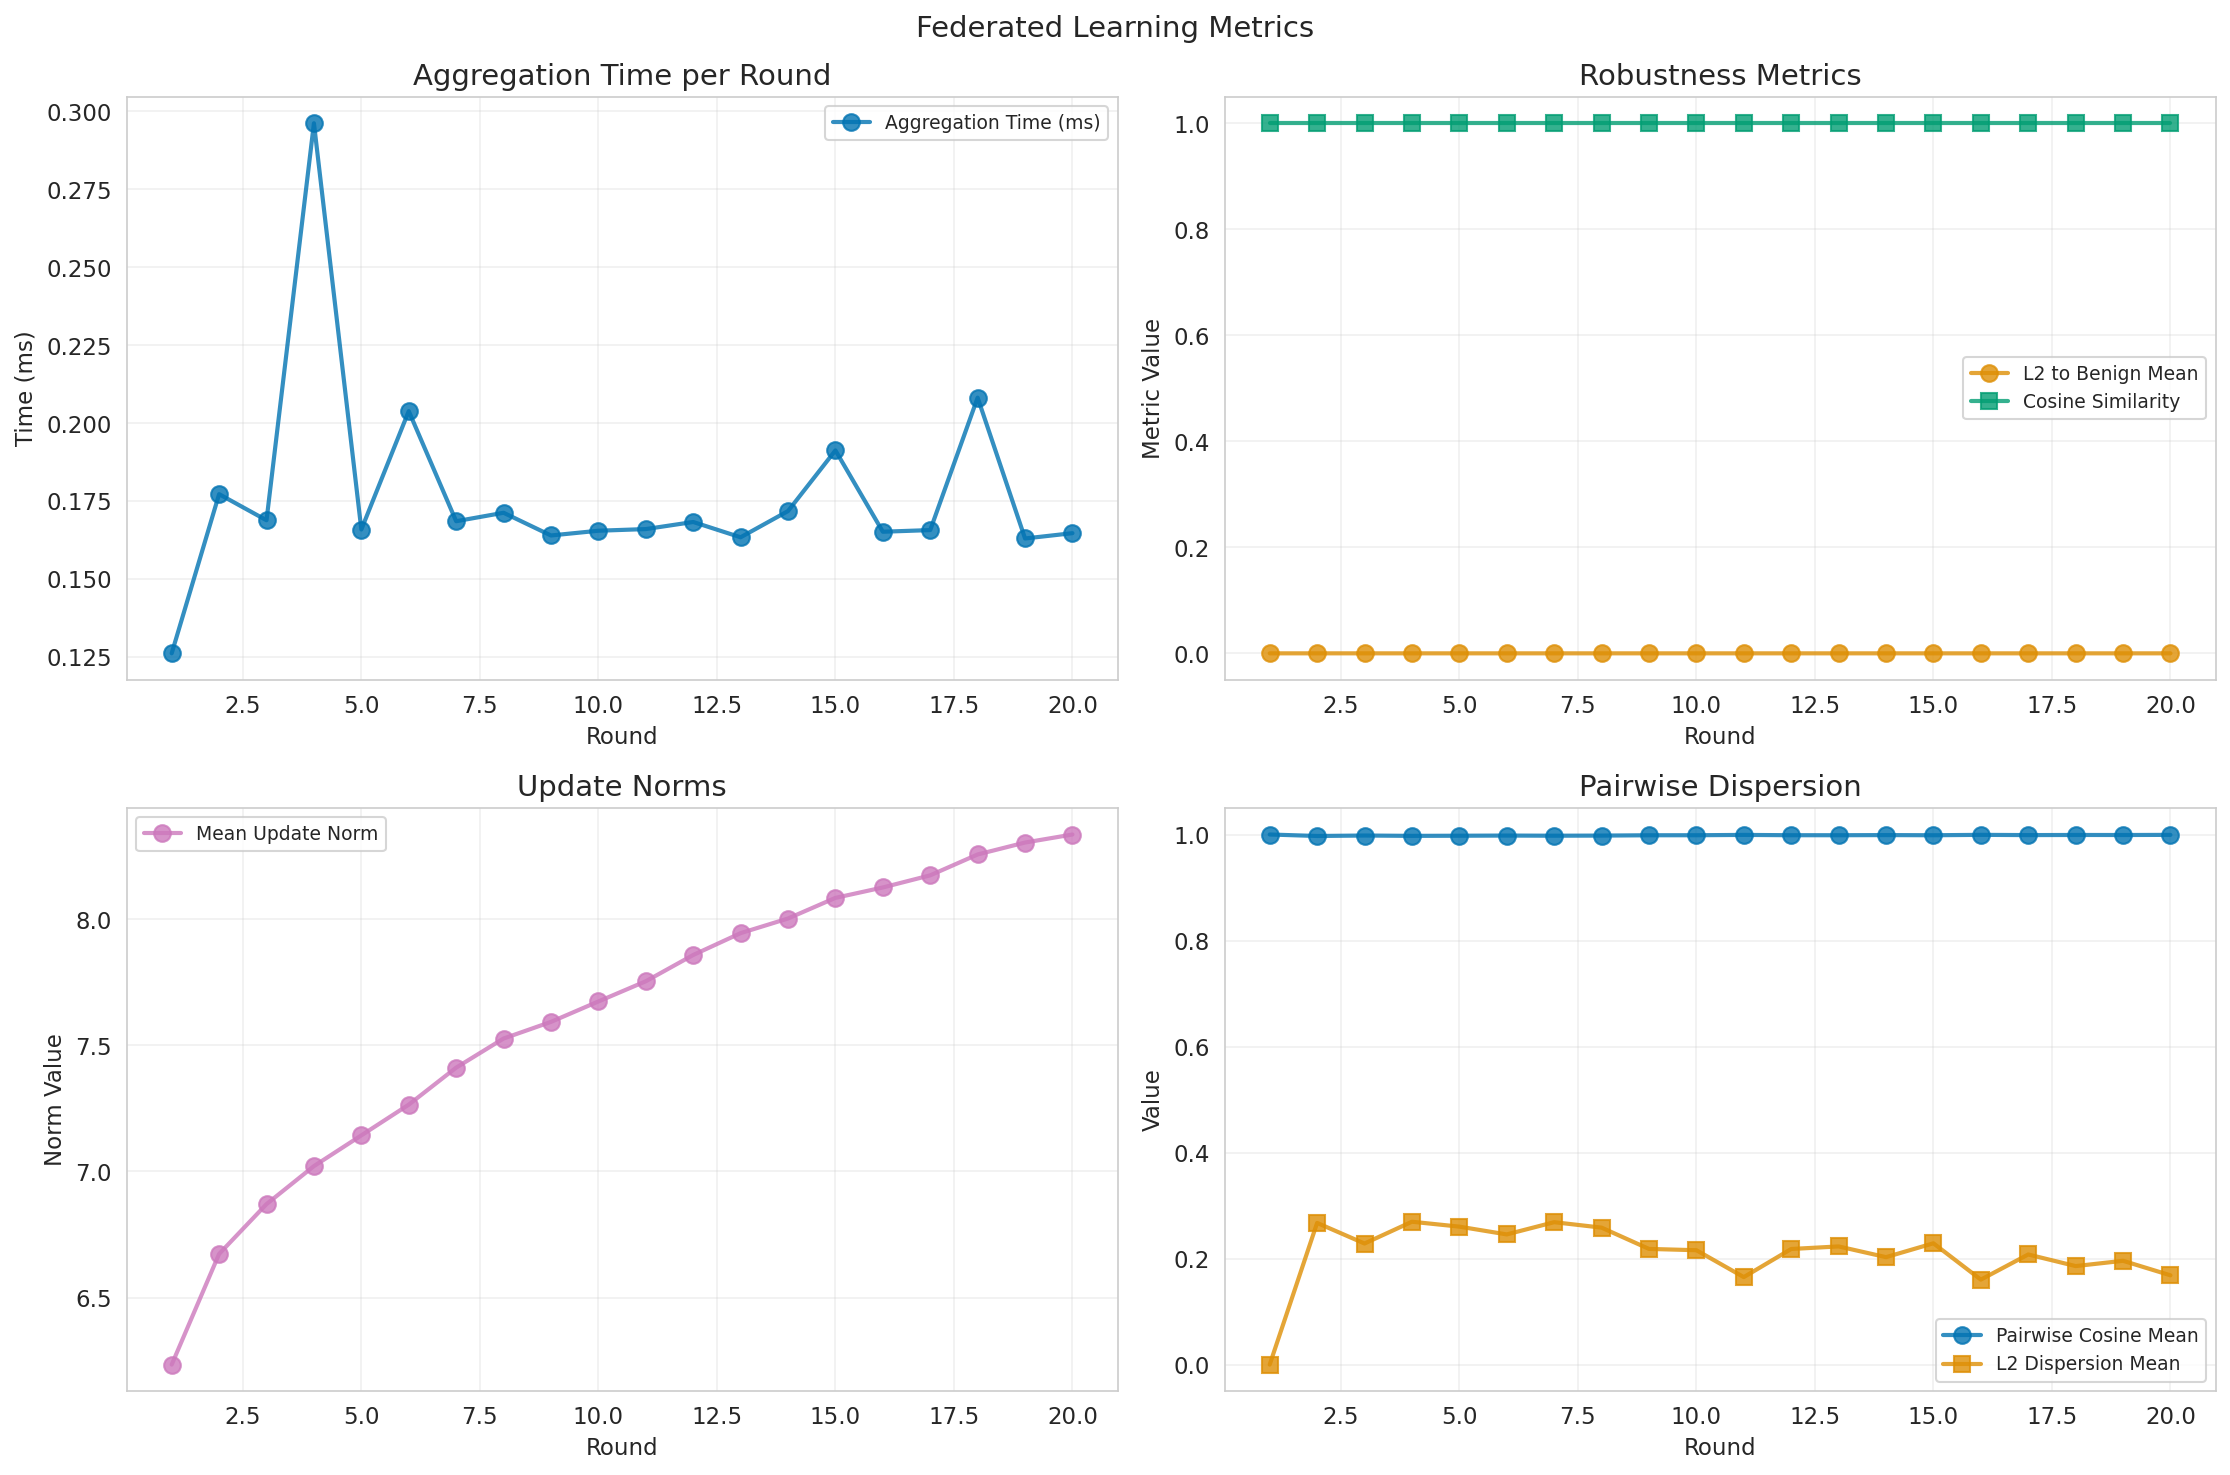 Federated Learning Metrics
Aggregation Time per Round
Aggregation Time (ms)
Time (ms)
0.300
0.275
0.250
0.225
0.200
0.175
0.150
0.125
2.5 5.0 7.5 10.0 12.5 15.0 17.5 20.0
Round
Robustness Metrics
L2 to Benign Mean
Cosine Similarity
Metric Value
1.0
0.8
0.6
0.4
0.2
0.0
2.5 5.0 7.5 10.0 12.5 15.0 17.5 20.0
Round
Update Norms
Mean Update Norm
Norm Value
8.0
7.5
7.0
6.5
2.5 5.0 7.5 10.0 12.5 15.0 17.5 20.0
Round
Pairwise Dispersion
Value
1.0
0.8
0.6
0.4
0.2
0.0
Pairwise Cosine Mean
L2 Dispersion Mean
2.5 5.0 7.5 10.0 12.5 15.0 17.5 20.0
Round